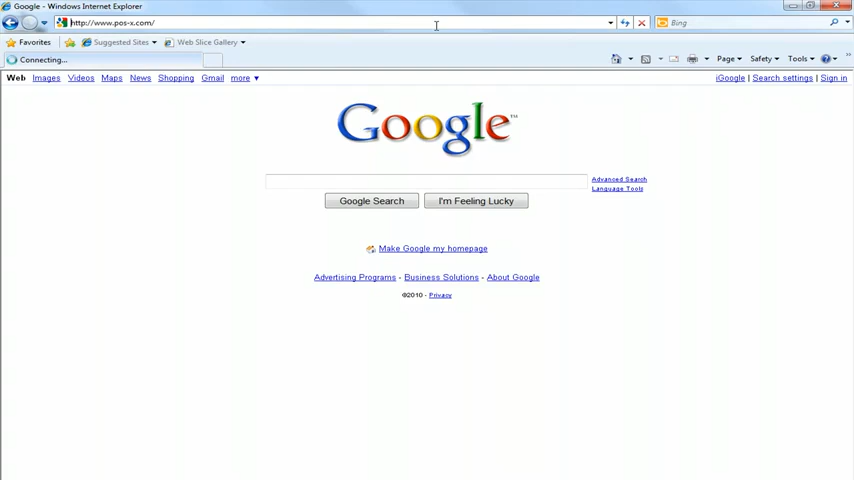 Google - Windows Internet Explorer
http://www.pos-x.com/
Bing
Favorites Suggested Sites Web Slice Gallery
Connecting... Page Safety Tools
Web Images Videos Maps News Shopping Gmail more iGoogle | Search settings | Sign in
Google™
Advanced Search
Language Tools
Google Search I'm Feeling Lucky
Make Google my homepage
Advertising Programs - Business Solutions - About Google
©2010 - Privacy